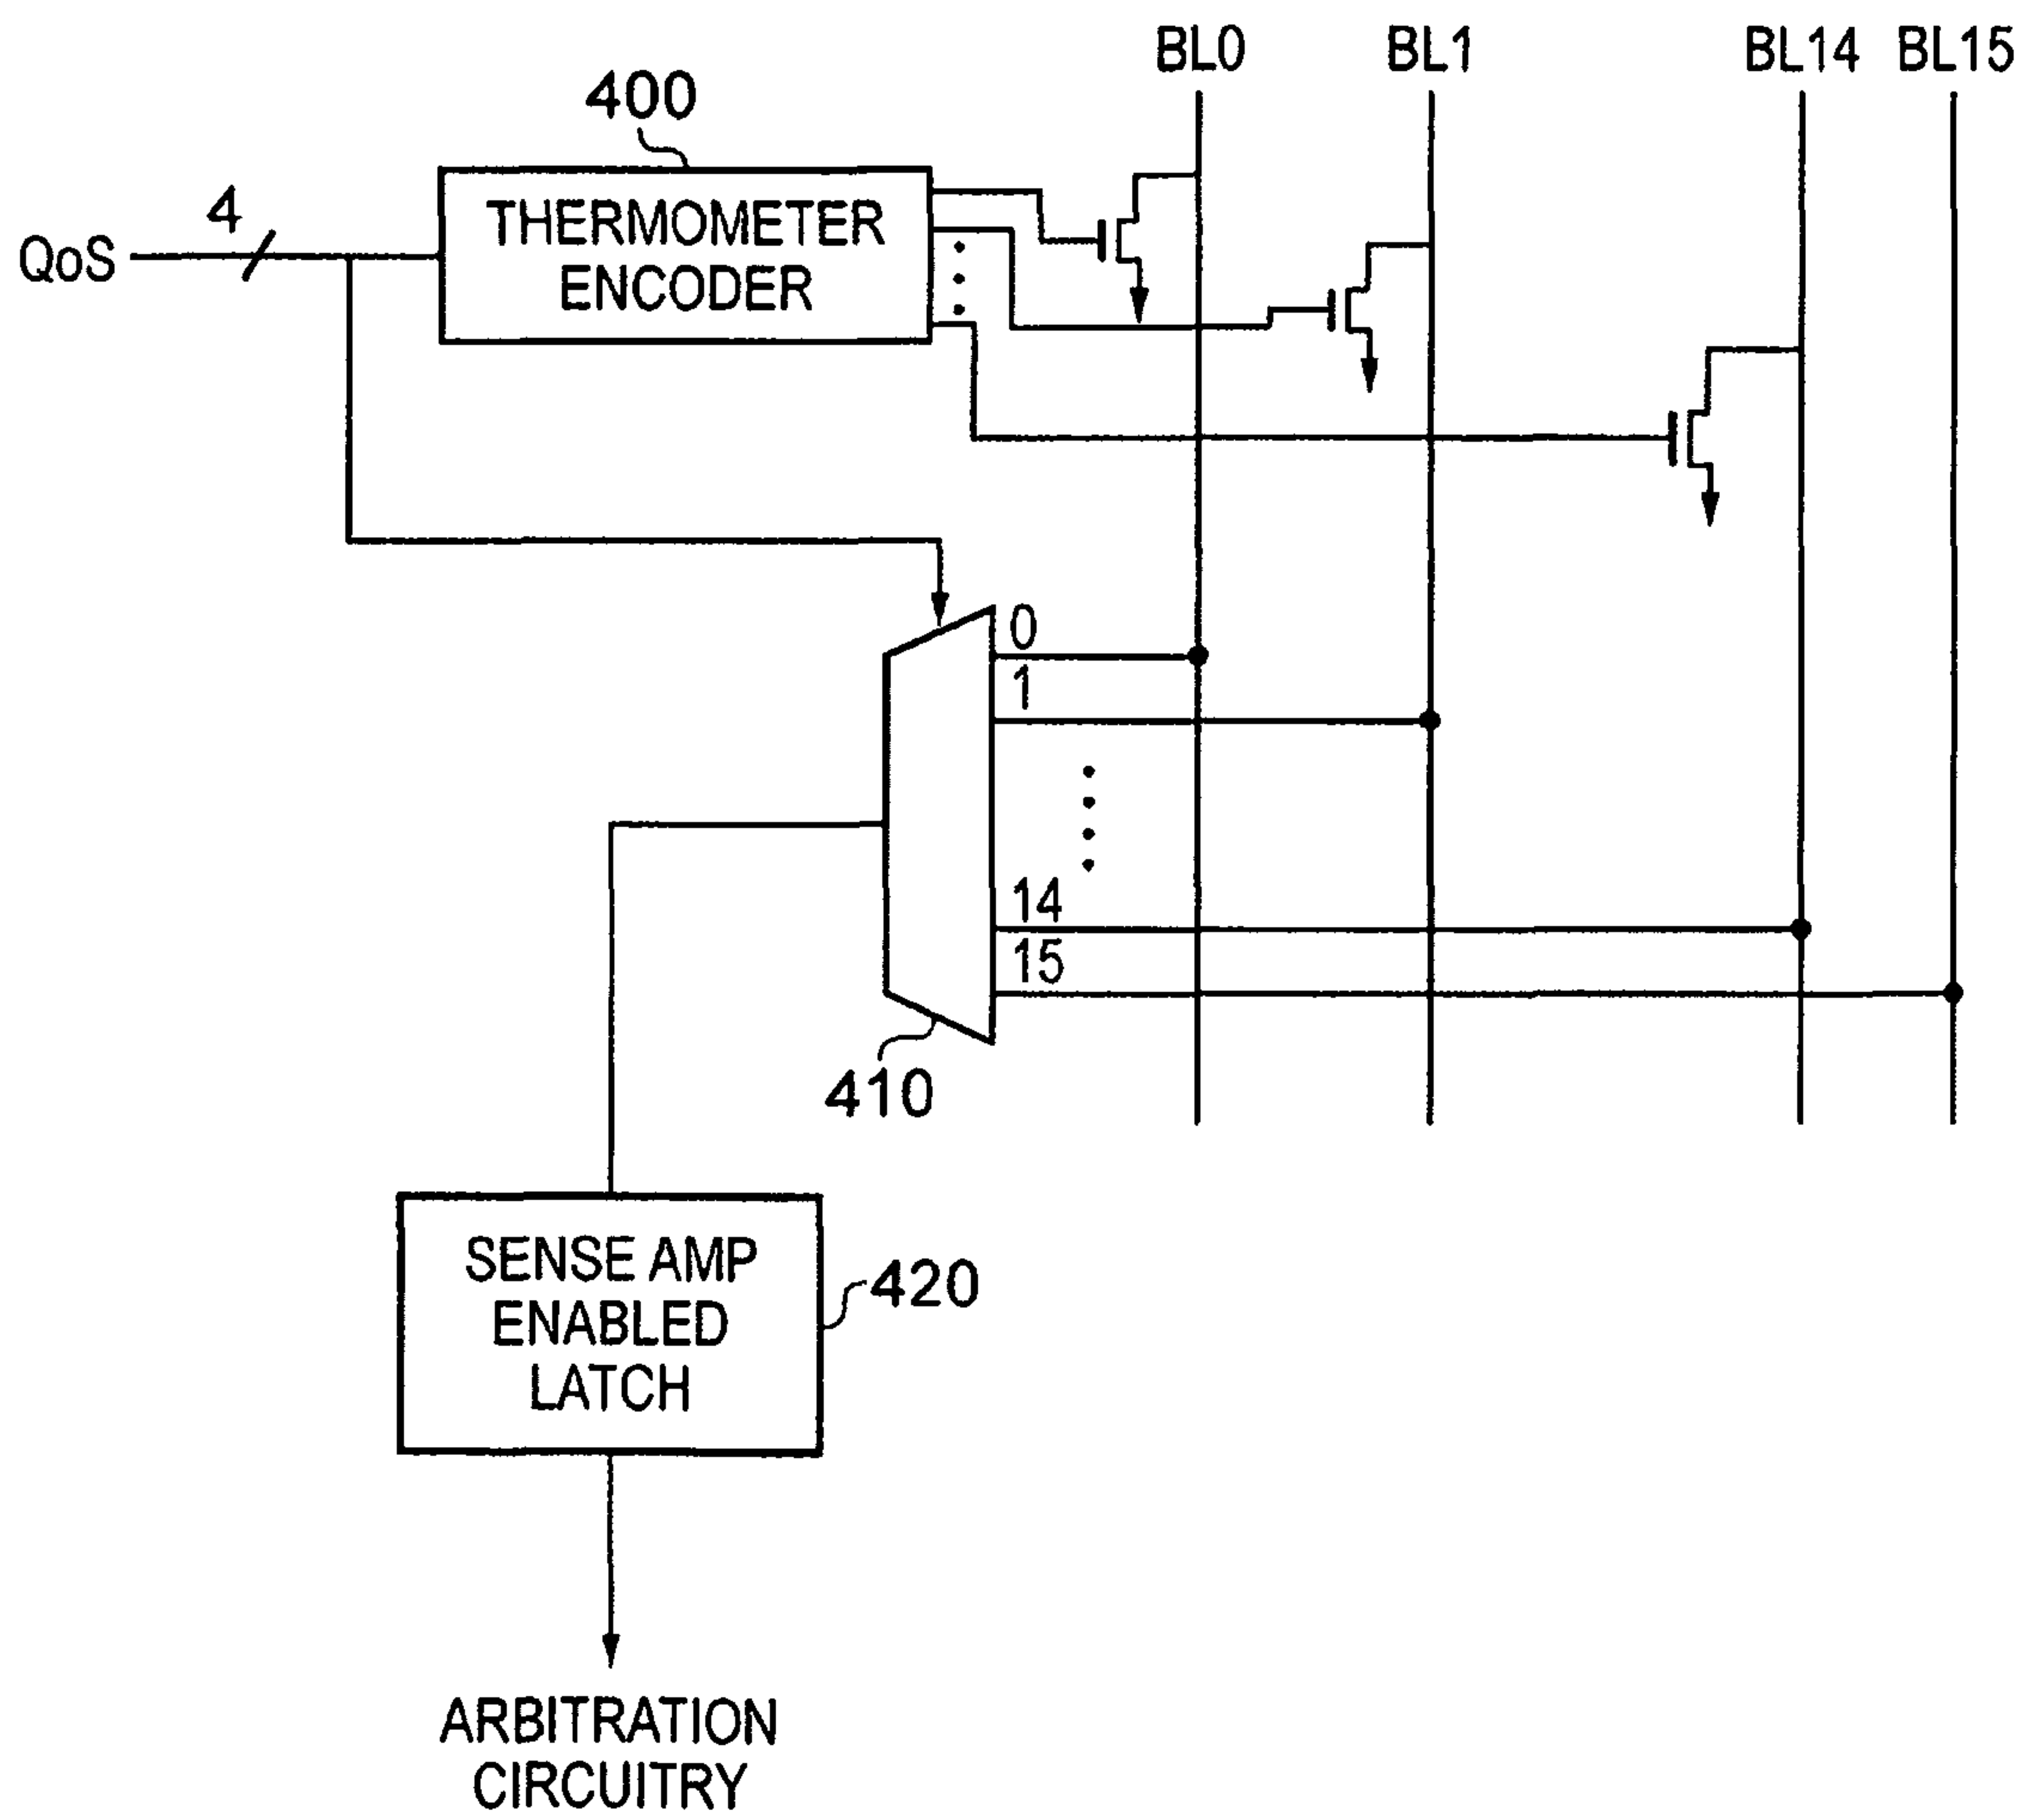 BL0 BL1 BL14 BL15
400
4
QoS
THERMOMETER
ENCODER
0
1
14
15
410
SENSE AMP
ENABLED
LATCH
420
ARBITRATION
CIRCUITRY